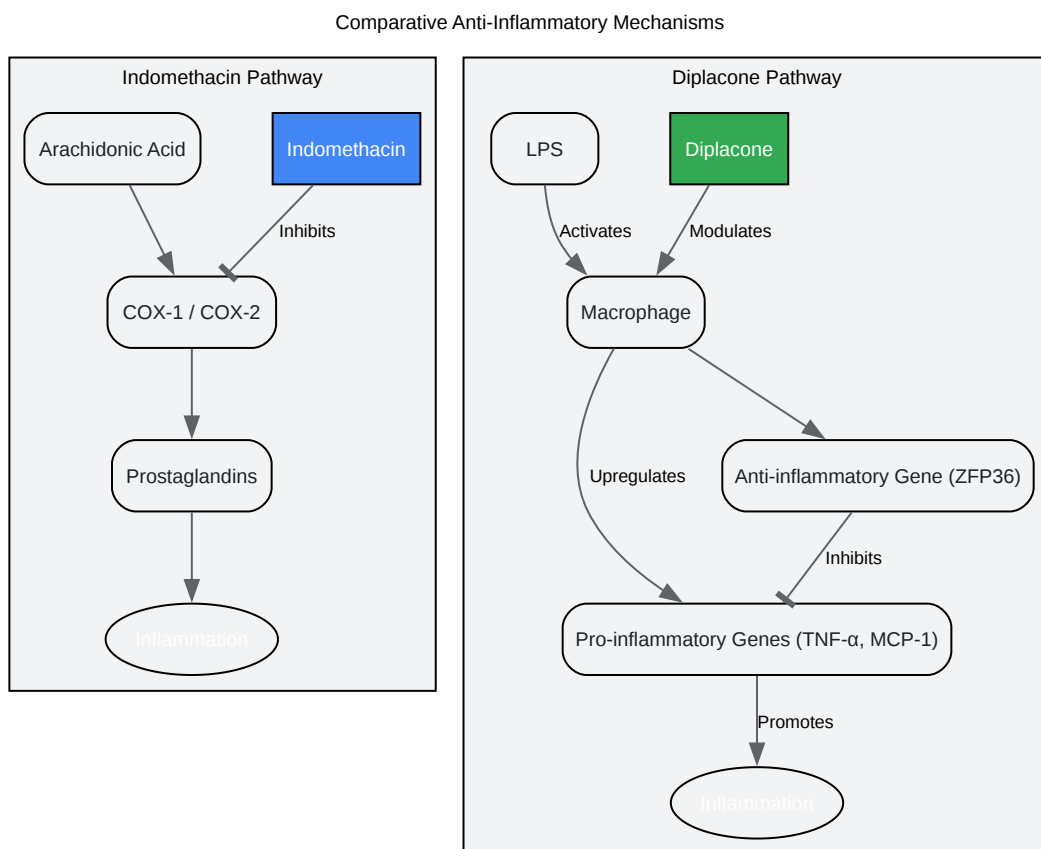 Comparative Anti-Inflammatory Mechanisms
Indomethacin Pathway
Arachidonic Acid
Indomethacin
Inhibits
COX-1 / COX-2
Prostaglandins
Inflammation
Diplacone Pathway
LPS
Diplacone
Activates
Modulates
Macrophage
Upregulates
Anti-inflammatory Gene (ZFP36)
Inhibits
Pro-inflammatory Genes (TNF-α, MCP-1)
Promotes
Inflammation